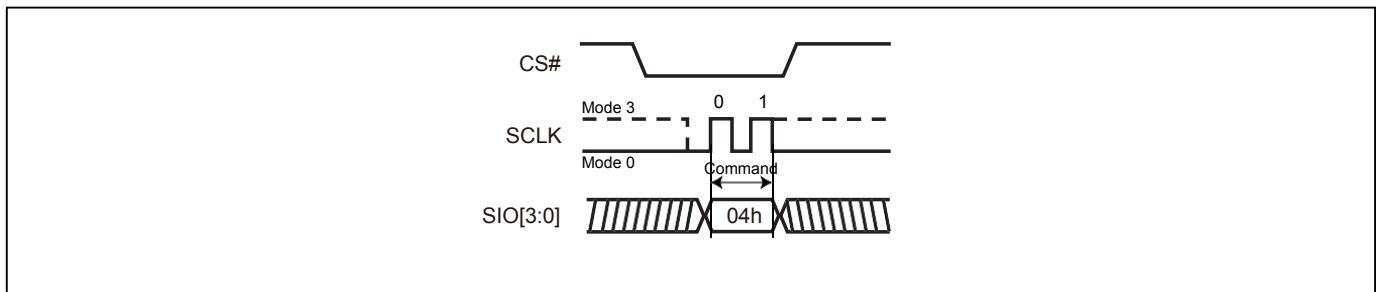 CS#
Mode 3
0 1
SCLK
Mode 0
Command
SIO[3:0]
04h